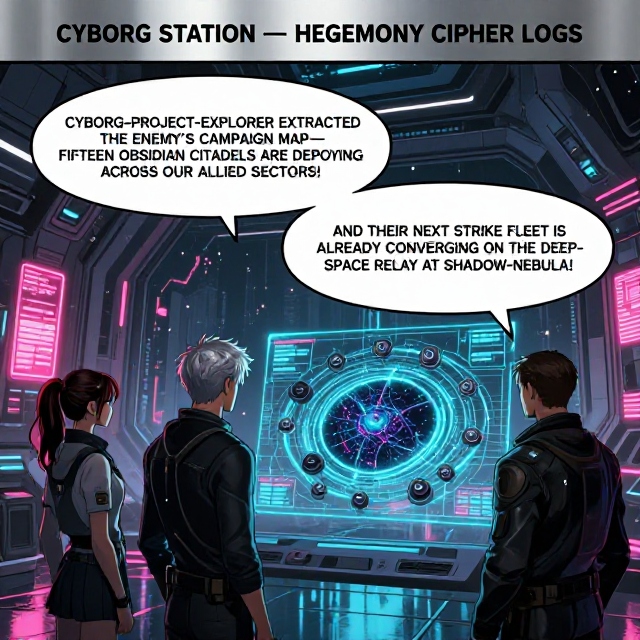 CYBORG STATION — HEGEMONY CIPHER LOGS
CYBORG-PROJECT-EXPLORER EXTRACTED
THE ENEMY'S CAMPAIGN MAP—
FIFTEEN OBSIDIAN CITADELS ARE DEPOYING
ACROSS OUR ALLIED SECTORS!
AND THEIR NEXT STRIKE FLEET IS
ALREADY CONVERGING ON THE DEEP-
SPACE RELAY AT SHADOW-NEBULA!